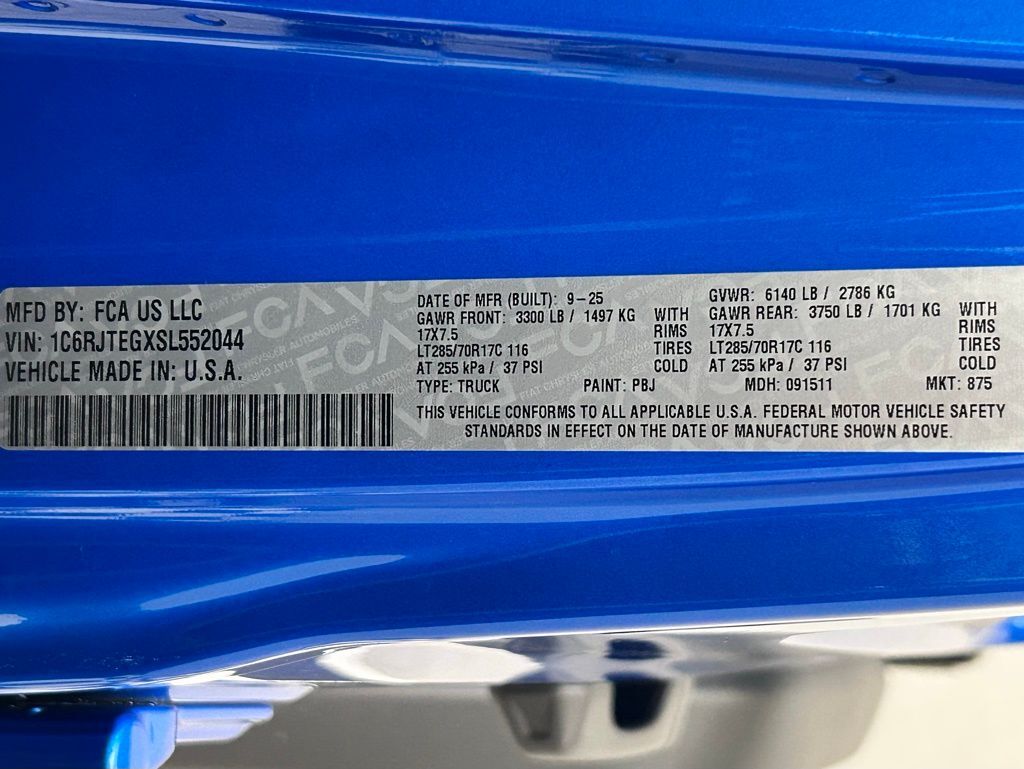 MFD BY: FCA US LLC
VIN: 1C6RJTEGXSL552044
VEHICLE MADE IN: U.S.A.
DATE OF MFR (BUILT): 9-25
GAWR FRONT: 3300 LB / 1497 KG WITH
17X7.5 RIMS
LT285/70R17C 116 TIRES
AT 255 kPa / 37 PSI COLD
GVWR: 6140 LB / 2786 KG
GAWR REAR: 3750 LB / 1701 KG WITH
17X7.5 RIMS
LT285/70R17C 116 TIRES
AT 255 kPa / 37 PSI COLD
TYPE: TRUCK PAINT: PBJ MDH: 091511 MKT: 875
THIS VEHICLE CONFORMS TO ALL APPLICABLE U.S.A. FEDERAL MOTOR VEHICLE SAFETY
STANDARDS IN EFFECT ON THE DATE OF MANUFACTURE SHOWN ABOVE.